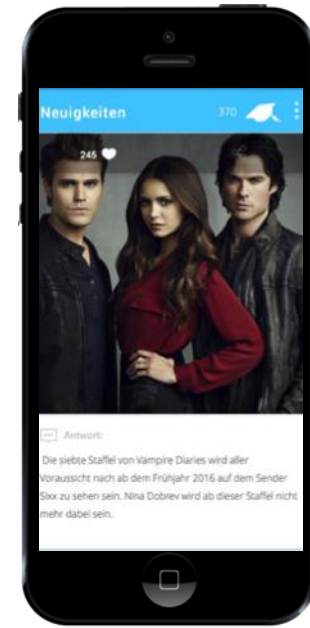 Neuigkeiten 370
245
Antwort:
Die siebte Staffel von Vampire Diaries wird aller
Voraussicht nach ab dem Frühjahr 2016 auf dem Sender
Sixx zu sehen sein. Nina Dobrev wird ab dieser Staffel nicht
mehr dabei sein.